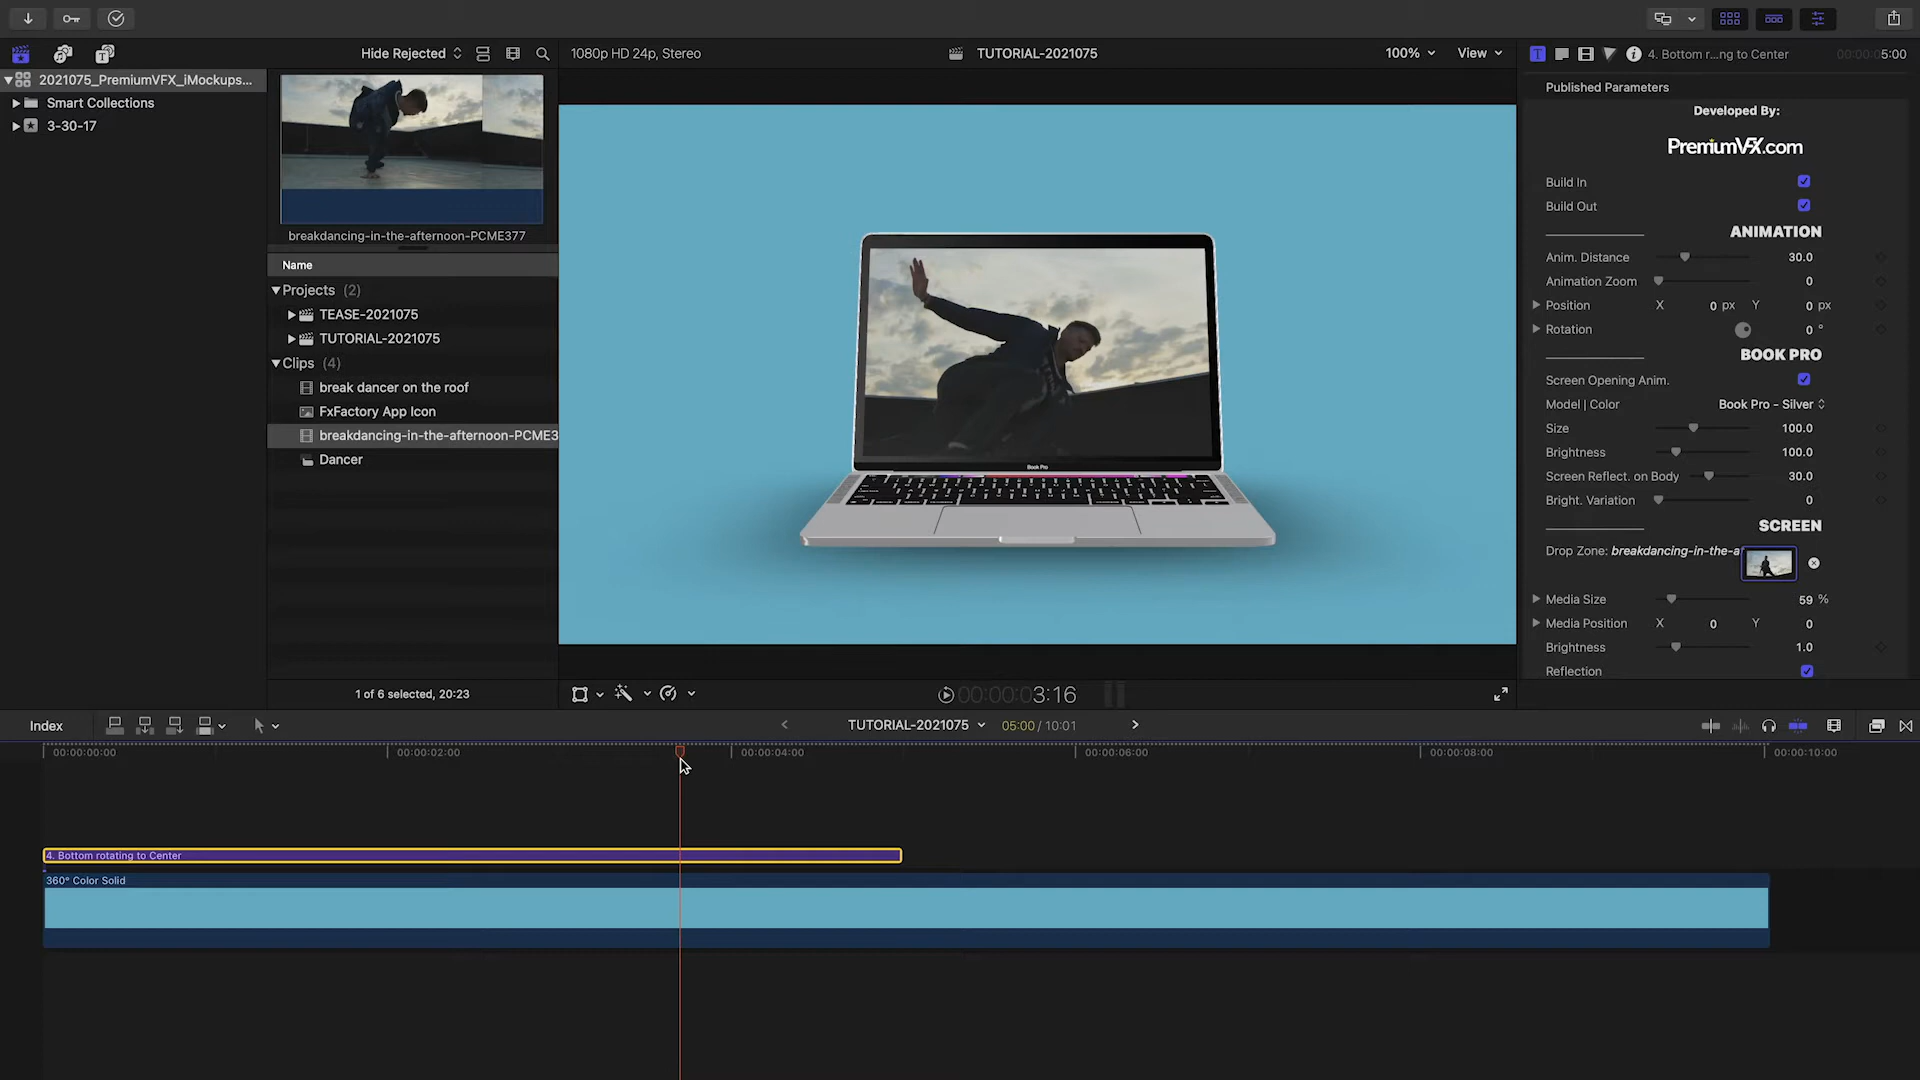 Hide Rejected
1080p HD 24p, Stereo
TUTORIAL-2021075
100%
View
4. Bottom r...ng to Center
00:00:05:00
2021075_PremiumVFX_iMockups...
Smart Collections
3-30-17
breakdancing-in-the-afternoon-PCME377
Name
Projects (2)
TEASE-2021075
TUTORIAL-2021075
Clips (4)
break dancer on the roof
FxFactory App Icon
breakdancing-in-the-afternoon-PCME3
Dancer
1 of 6 selected, 20:23
Book Pro
00:00:03:16
Published Parameters
Developed By:
PremiumVFX.com
Build In
Build Out
ANIMATION
Anim. Distance 30.0
Animation Zoom 0
Position X 0 px Y 0 px
Rotation 0 °
BOOK PRO
Screen Opening Anim.
Model | Color Book Pro - Silver
Size 100.0
Brightness 100.0
Screen Reflect. on Body 30.0
Bright. Variation 0
SCREEN
Drop Zone: breakdancing-in-the-a
Media Size 59 %
Media Position X 0 Y 0
Brightness 1.0
Reflection
Index
TUTORIAL-2021075
05:00 / 10:01
00:00:00:00
00:00:02:00
00:00:04:00
00:00:06:00
00:00:08:00
00:00:10:00
4. Bottom rotating to Center
360° Color Solid